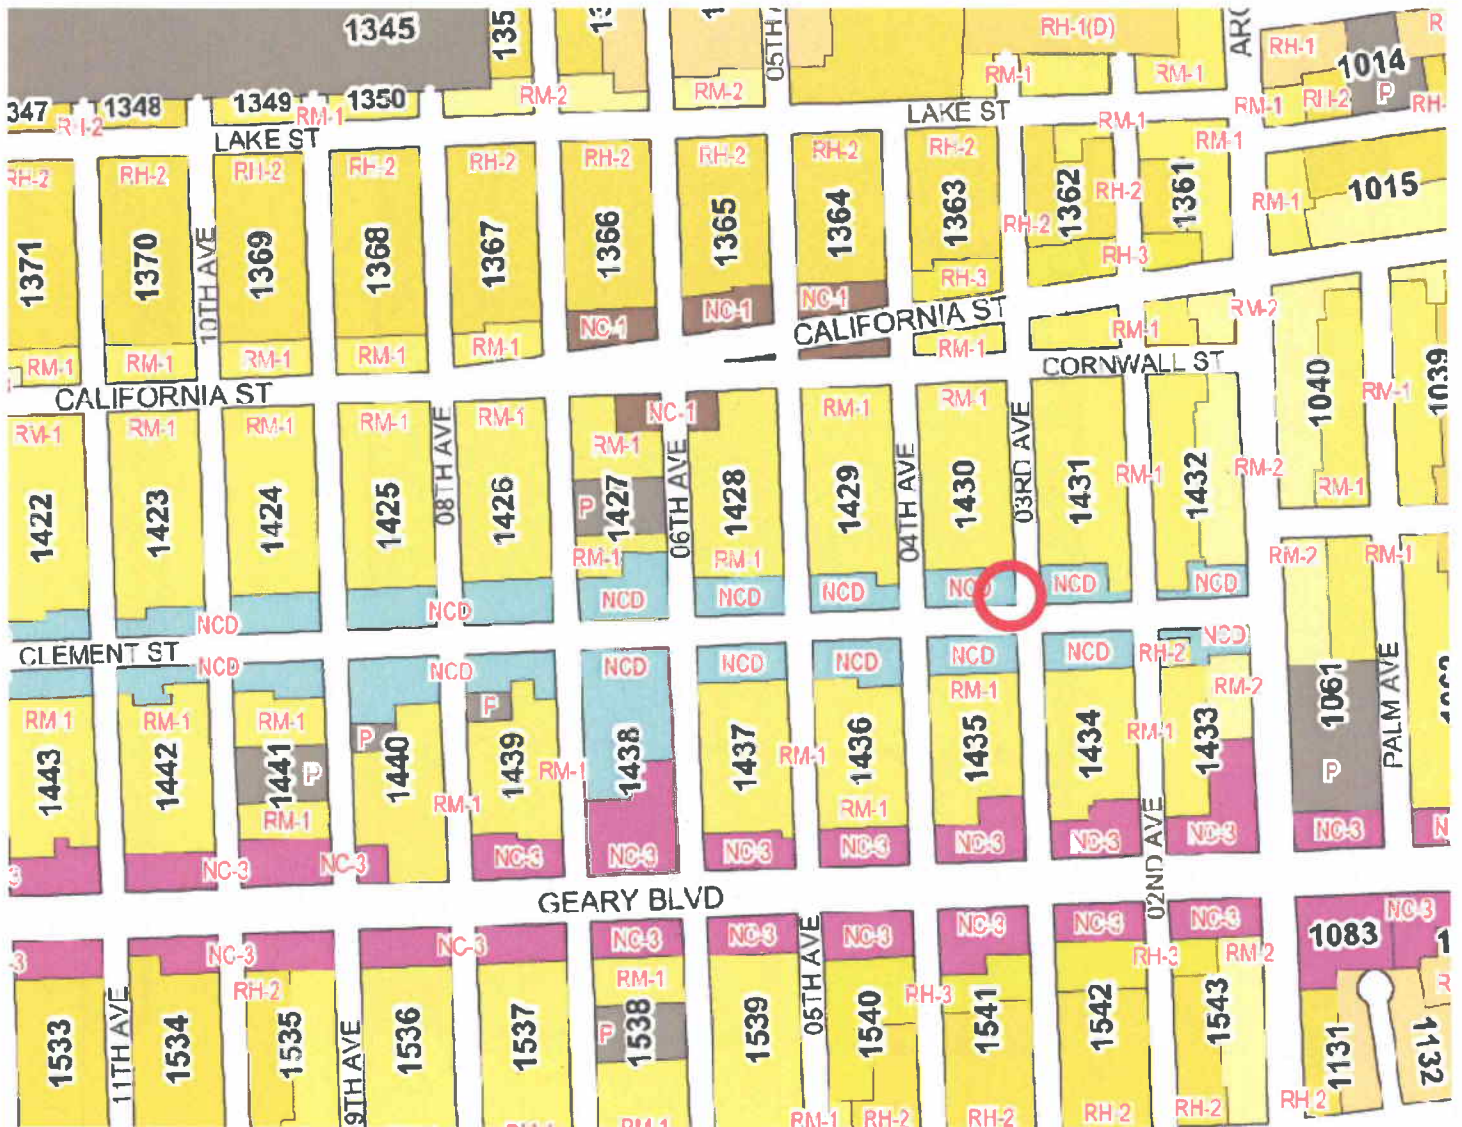 1345
135
RH-1(D)
RH-1
1014
P
RM-1
RM-1
RM-2
RM-2
347
1348
1349
1350
RH-2
RM-1
RM-1
RH-2
RH-
LAKE ST
LAKE ST
RM-1
RM-1
RH-2
RH-2
RH-2
RH-2
RH-2
RH-2
RH-2
RH-2
RH-2
1371
1370
10TH AVE
1369
1368
1367
1366
1365
1364
1363
1362
RH-2
1361
RM-1
1015
RH-2
RH-3
RH-3
NC-1
NC-1
NC-1
CALIFORNIA ST
RM-1
RM-2
RM-1
RM-1
RM-1
RM-1
RM-1
RM-1
CORNWALL ST
1040
RM-1
1039
CALIFORNIA ST
RM-1
RM-1
RM-1
RM-1
RM-1
NC-1
RM-1
RM-1
RM-1
08TH AVE
06TH AVE
04TH AVE
03RD AVE
1422
1423
1424
1425
1426
P
1427
1428
1429
1430
1431
RM-1
1432
RM-2
RM-1
RM-1
RM-1
RM-2
RM-1
NCD
NCD
NCD
NCD
NCD
NCD
NCD
NCD
NCD
CLEMENT ST
NCD
NCD
NCD
NCD
NCD
NCD
NCD
RH-2
NCD
RM-1
RM-1
RM-1
P
P
RM-1
RM-2
1443
1442
1441
P
1440
1439
RM-1
1438
1437
RM-1
1436
1435
1434
RM-1
1433
1061
P
PALM AVE
RM-1
RM-1
RM-1
NC-3
NC-3
NC-3
NC-3
NC-3
NC-3
NC-3
NC-3
NC-3
02ND AVE
GEARY BLVD
NC-3
NC-3
NC-3
NC-3
NC-3
NC-3
NC-3
NC-3
NC-3
1083
RM-1
RH-2
RH-3
RH-3
RM-2
05TH AVE
11TH AVE
9TH AVE
1533
1534
1535
1536
1537
P
1538
1539
1540
1541
1542
1543
1131
1132
RM-1
RH-2
RH-2
RH-2
RH-2
RH-2